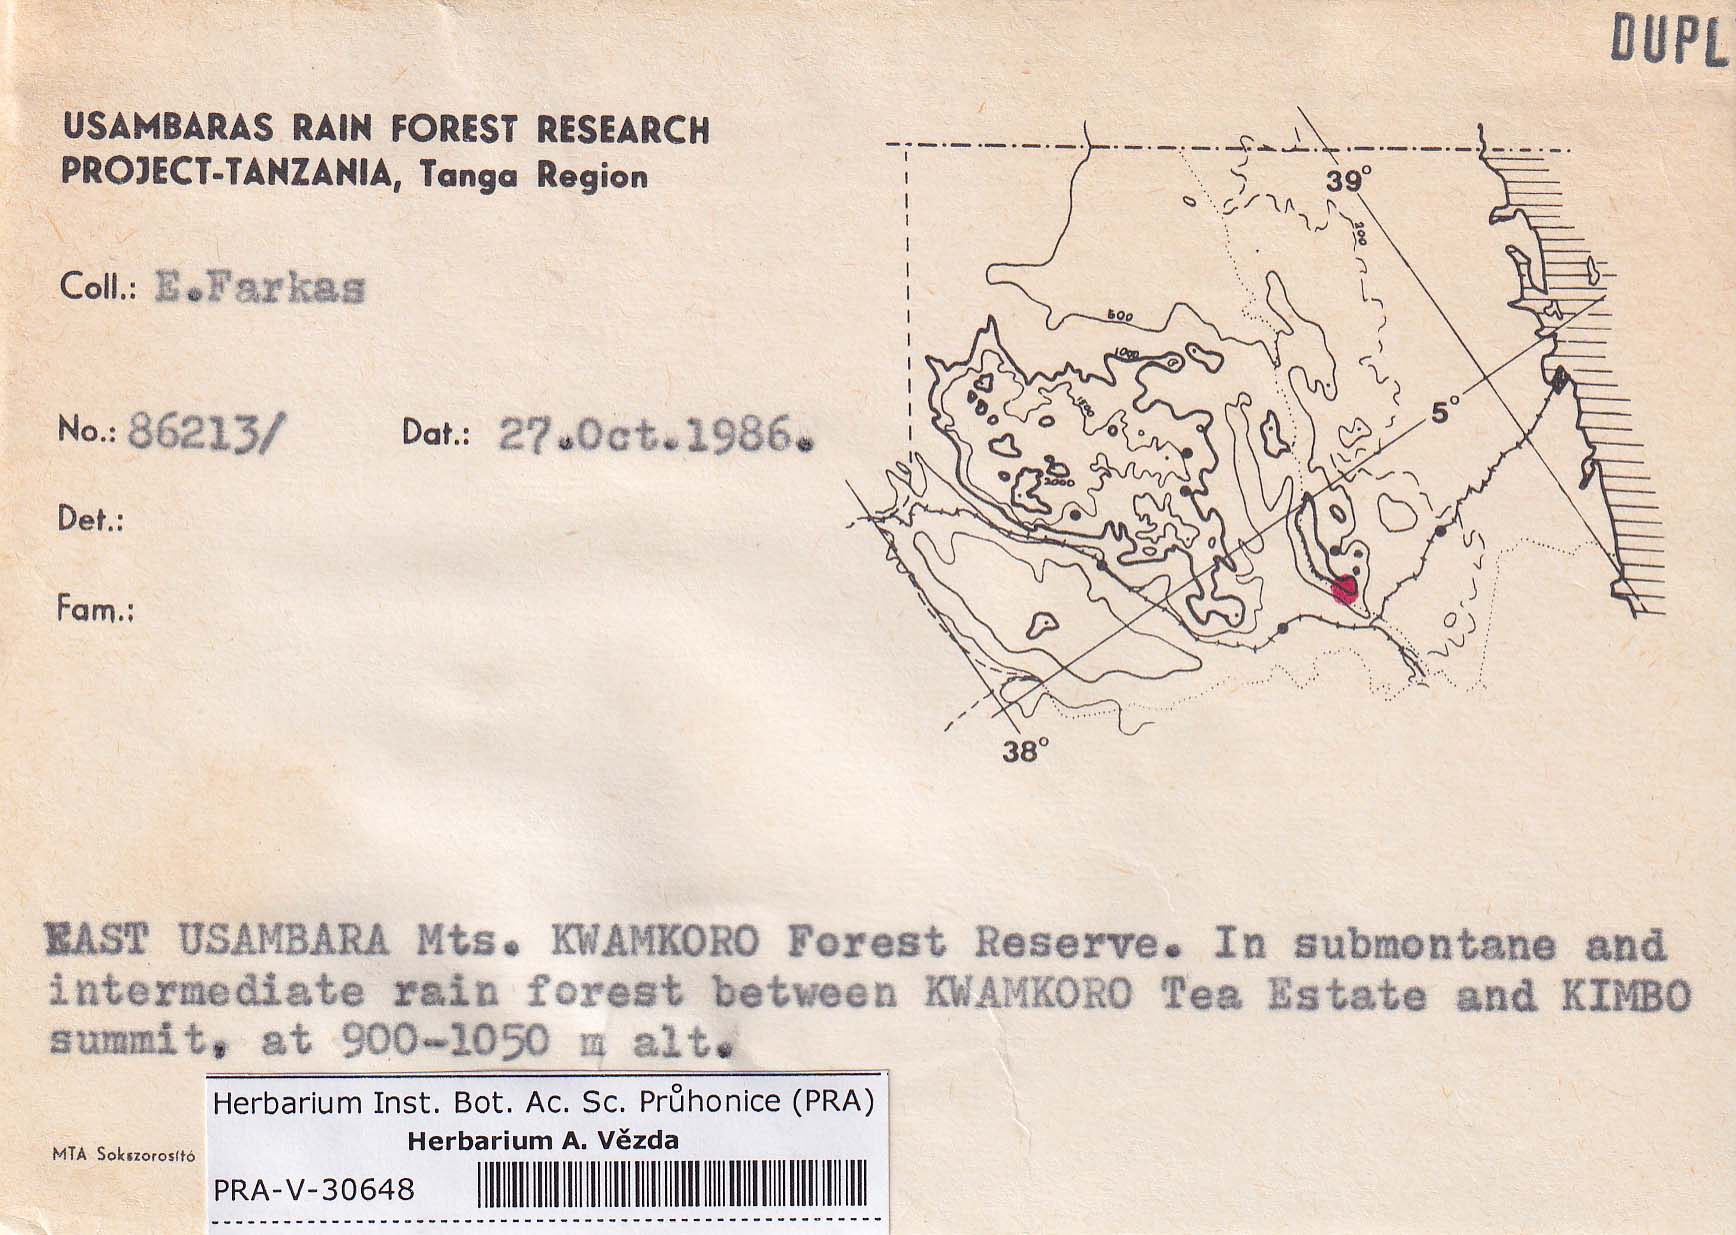 DUPL
USAMBARAS RAIN FOREST RESEARCH
PROJECT-TANZANIA, Tanga Region
Coll.: E.Farkas
No.: 86213/ Dat.: 27.Oct.1986.
Det.:
Fam.:
39°
200
500
1000
1500
2000
5°
38°
EAST USAMBARA Mts. KWAMKORO Forest Reserve. In submontane and
intermediate rain forest between KWAMKORO Tea Estate and KIMBO
summit, at 900-1050 m alt.
MTA Sokszorosító
Herbarium Inst. Bot. Ac. Sc. Průhonice (PRA)
Herbarium A. Vězda
PRA-V-30648